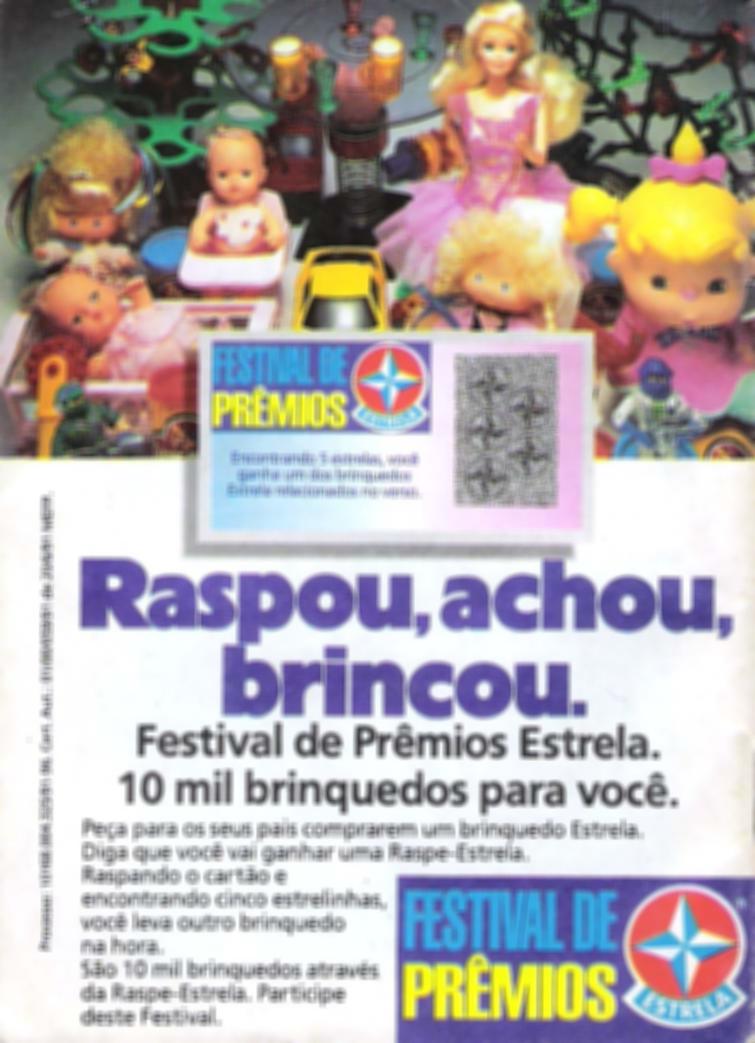 FESTIVAL DE
PRÊMIOS
ESTRELA
Encontrando 5 estrelas, você
ganha um dos brinquedos
Estrela relacionados no verso.
Raspou, achou,
brincou.
Festival de Prêmios Estrela.
10 mil brinquedos para você.
Peça para os seus pais comprarem um brinquedo Estrela.
Diga que você vai ganhar uma Raspe-Estrela.
Raspando o cartão e
encontrando cinco estrelinhas,
você leva outro brinquedo
na hora.
São 10 mil brinquedos através
da Raspe-Estrela. Participe
deste Festival.
FESTIVAL DE
PRÊMIOS
ESTRELA